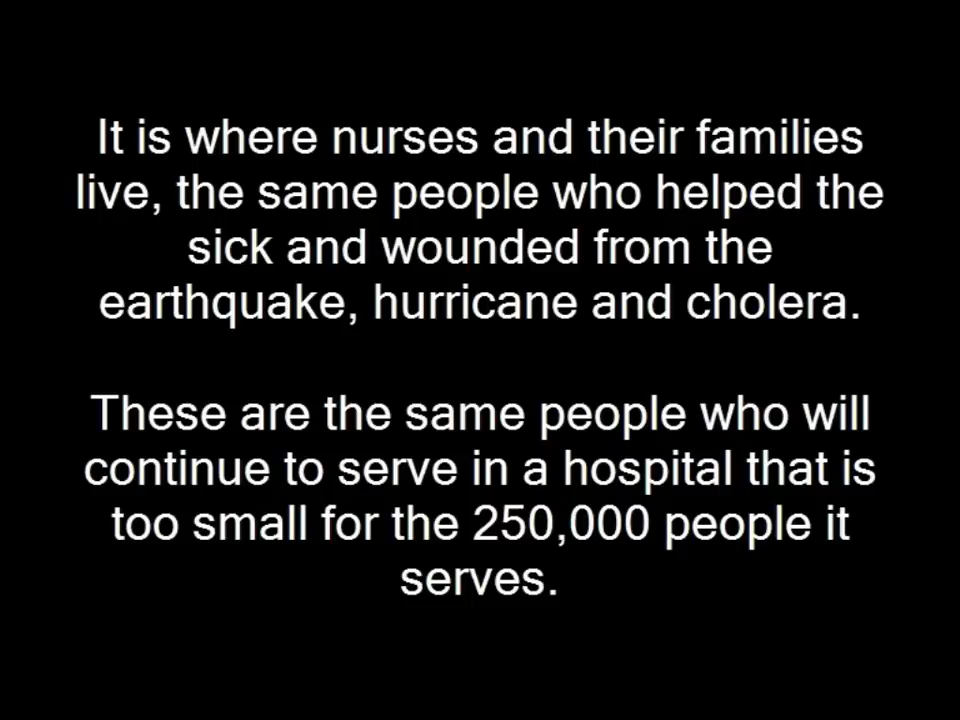 It is where nurses and their families
live, the same people who helped the
sick and wounded from the
earthquake, hurricane and cholera.
These are the same people who will
continue to serve in a hospital that is
too small for the 250,000 people it
serves.